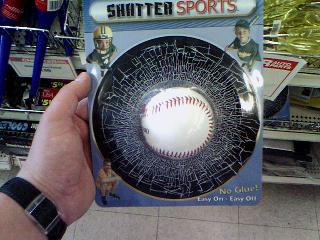 SHATTER SPORTS
No Glue!
Easy On - Easy Off